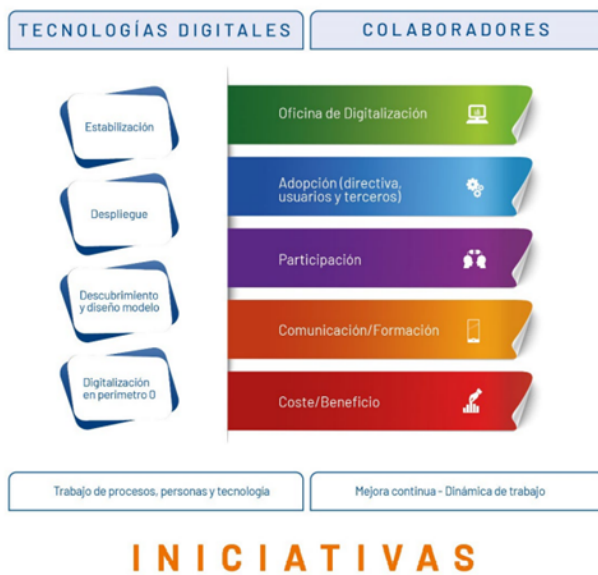 TECNOLOGÍAS DIGITALES
COLABORADORES
Estabilización
Despliegue
Descubrimiento
y diseño modelo
Digitalización
en perímetro 0
Oficina de Digitalización
Adopción (directiva,
usuarios y terceros)
Participación
Comunicación/Formación
Coste/Beneficio
Trabajo de procesos, personas y tecnología
Mejora continua - Dinámica de trabajo
INICIATIVAS